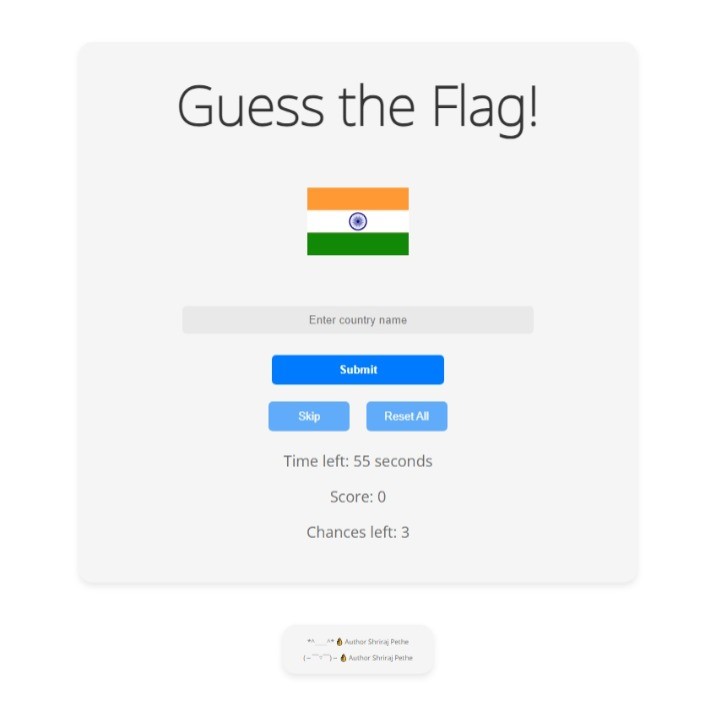 Guess the Flag!
Enter country name
Submit
Skip Reset All
Time left: 55 seconds
Score: 0
Chances left: 3
Author Shriraj Pethe
Author Shriraj Pethe